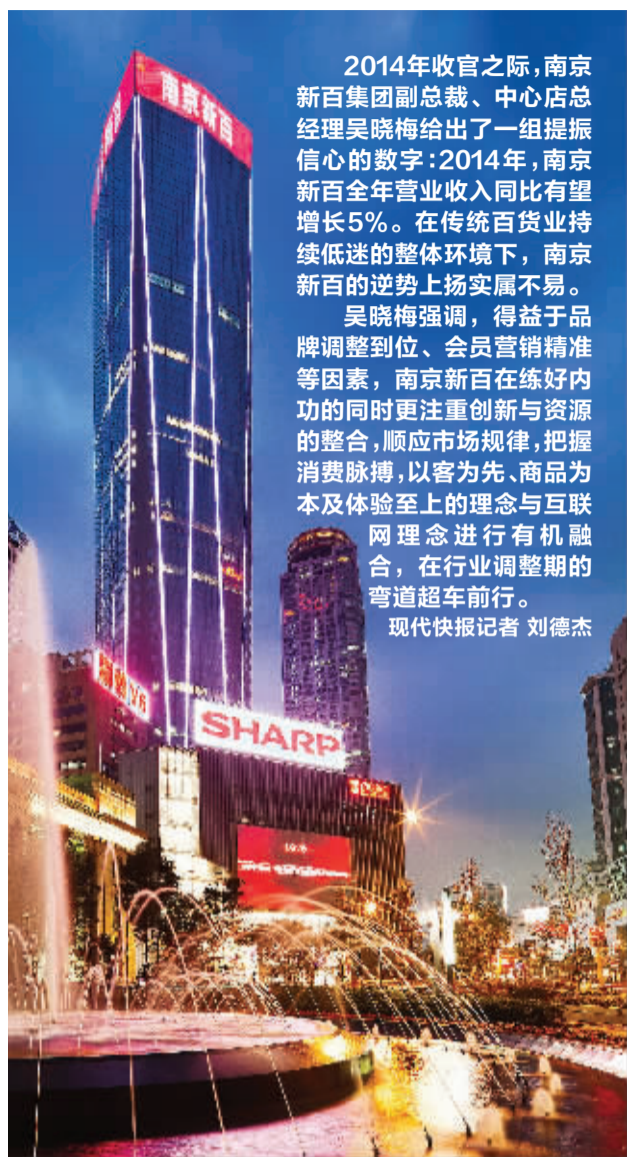 南京新百
2014年收官之际,南京
新百集团副总裁、中心店总
经理吴晓梅给出了一组提振
信心的数字:2014年,南京
新百全年营业收入同比有望
增长5%。在传统百货业持
续低迷的整体环境下，南京
新百的逆势上扬实属不易。
吴晓梅强调，得益于品
牌调整到位、会员营销精准
等因素，南京新百在练好内
功的同时更注重创新与资源
的整合,顺应市场规律,把握
消费脉搏,以客为先、商品为
本及体验至上的理念与互联
网理念进行有机融
合，在行业调整期的
弯道超车前行。
现代快报记者 刘德杰
SHARP